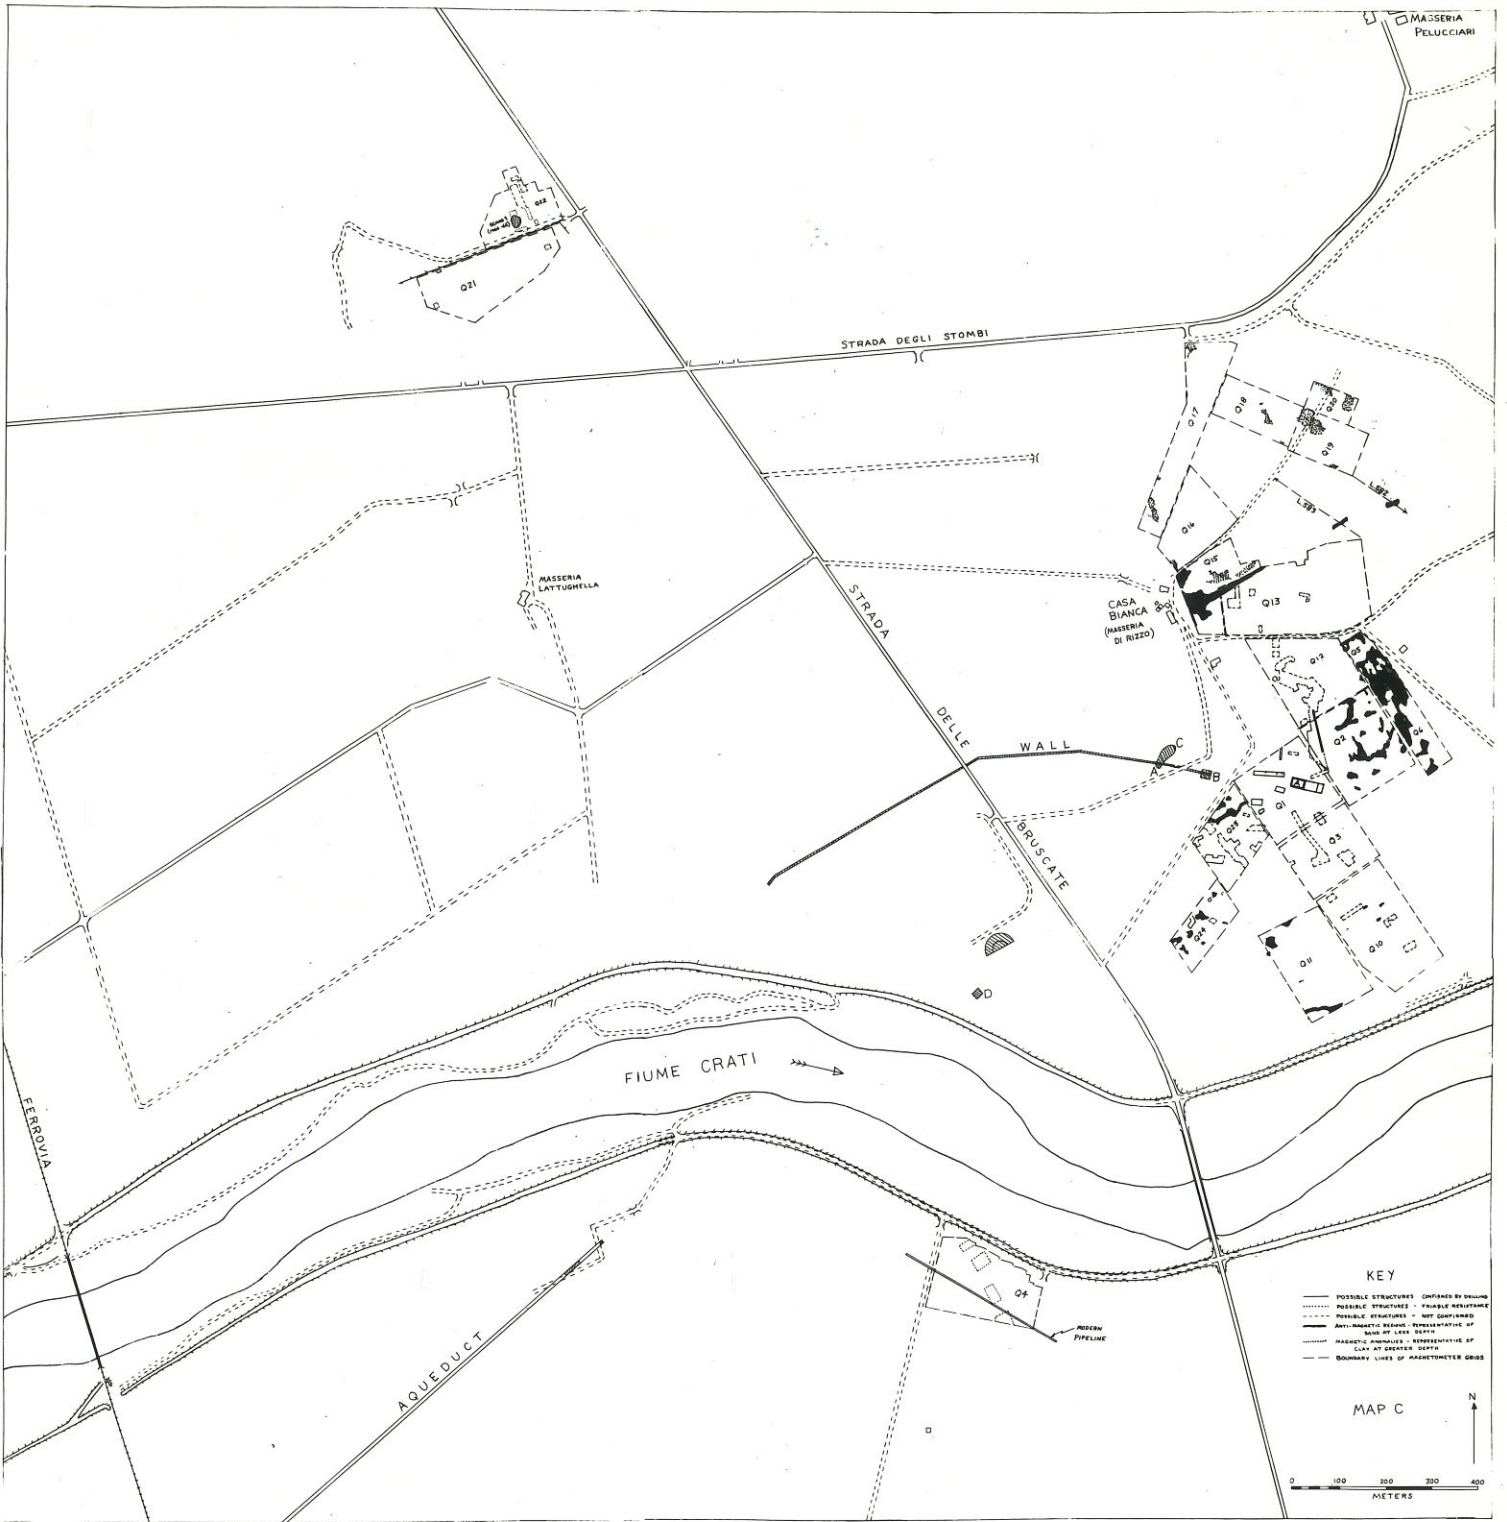 MASSERIA
PELUCCIARI
Q22
Q21
STRADA DEGLI STOMBI
Q17
Q18
Q20
Q19
L582
L583
Q16
Q15
Q13
MASSERIA
LATTUGHELLA
CASA
BIANCA
(MASSERIA
DI RIZZO)
Q12
Q5
Q2
Q6
STRADA DELLE BRUSCATE
WALL
C
A
B
A
Q1
Q3
Q23
Q24
Q11
Q10
D
FIUME CRATI
FERROVIA
AQUEDUCT
Q4
MODERN
PIPELINE
KEY
POSSIBLE STRUCTURES CONFIRMED BY DRILLING
POSSIBLE STRUCTURES - FRIABLE RESISTANCE
POSSIBLE STRUCTURES - NOT CONFIRMED
ANTI-MAGNETIC REGIONS - REPRESENTATIVE OF
SAND AT LESS DEPTH
MAGNETIC ANOMALIES - REPRESENTATIVE OF
CLAY AT GREATER DEPTH
BOUNDARY LINES OF MAGNETOMETER GRIDS
MAP C
N
0 100 200 300 400
METERS